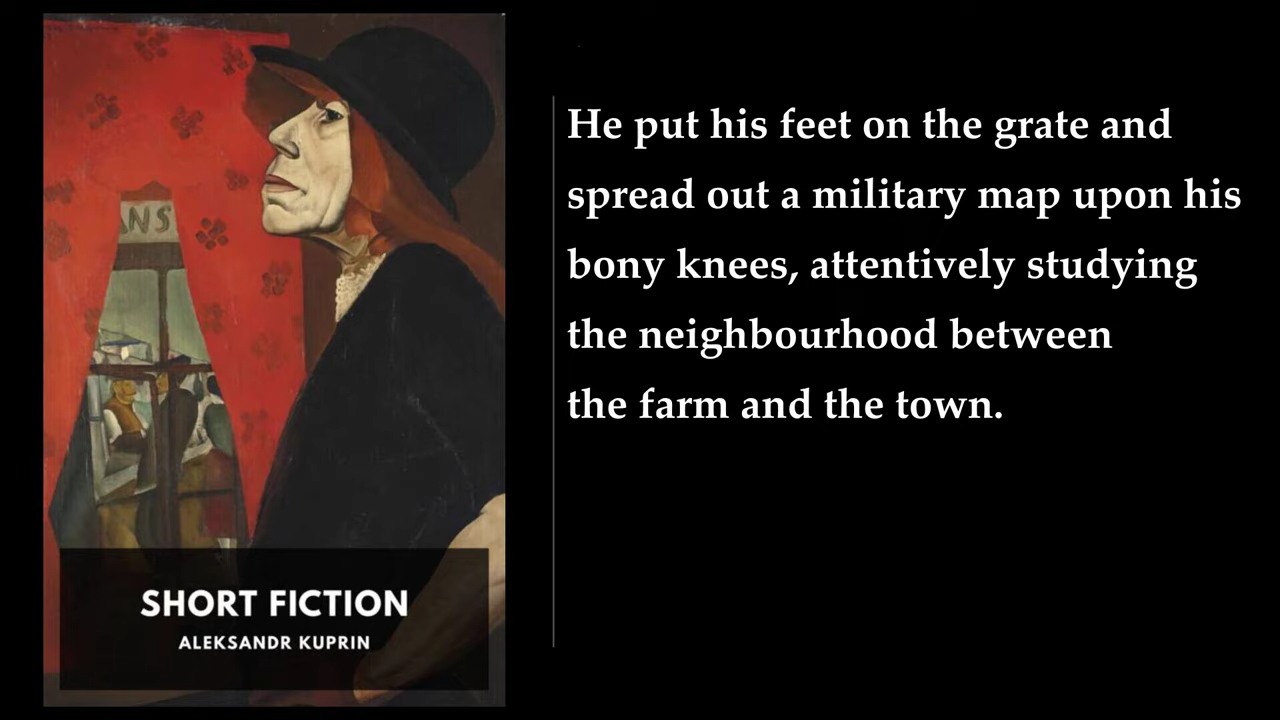 ANS
SHORT FICTION
ALEKSANDR KUPRIN
He put his feet on the grate and
spread out a military map upon his
bony knees, attentively studying
the neighbourhood between
the farm and the town.